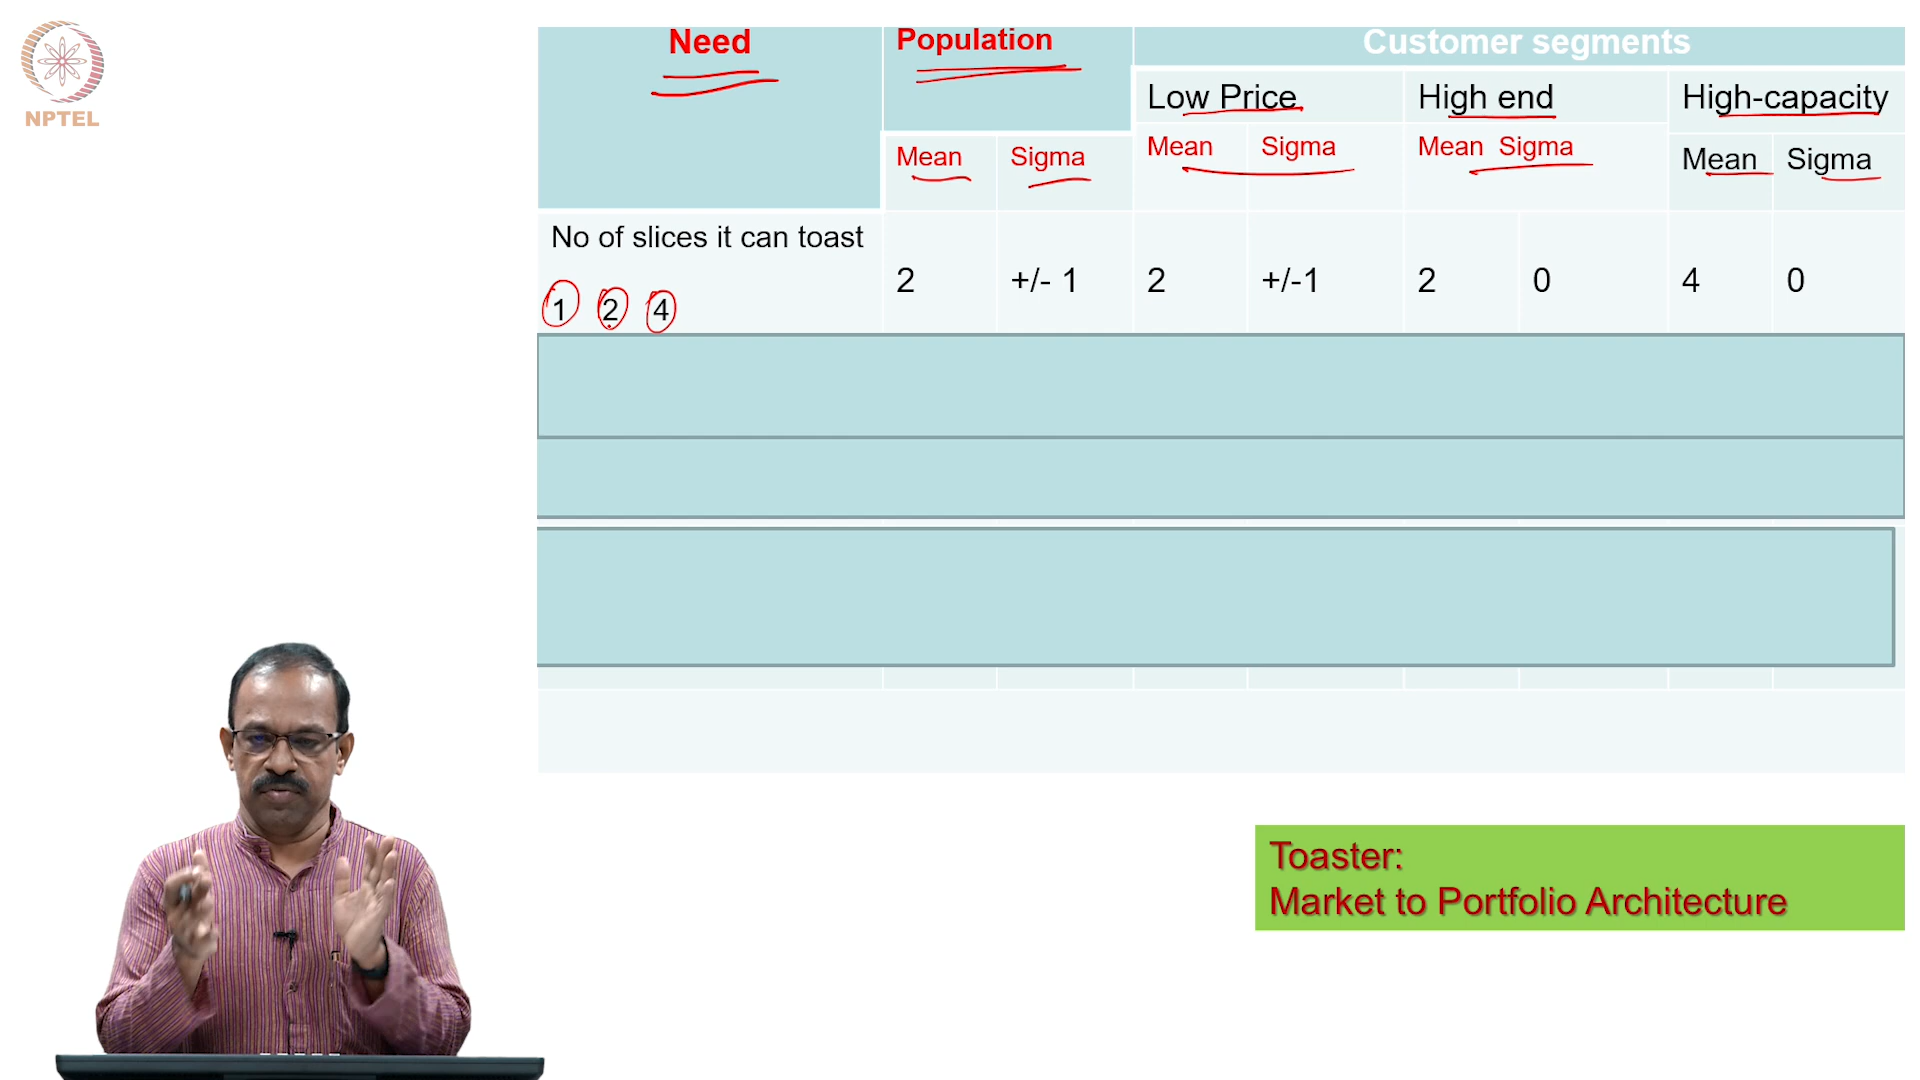 NPTEL
Need Population Customer segments
Low Price High end High-capacity
Mean Sigma Mean Sigma Mean Sigma Mean Sigma
No of slices it can toast
2 +/- 1 2 +/-1 2 0 4 0
1 2 4
Toaster:
Market to Portfolio Architecture